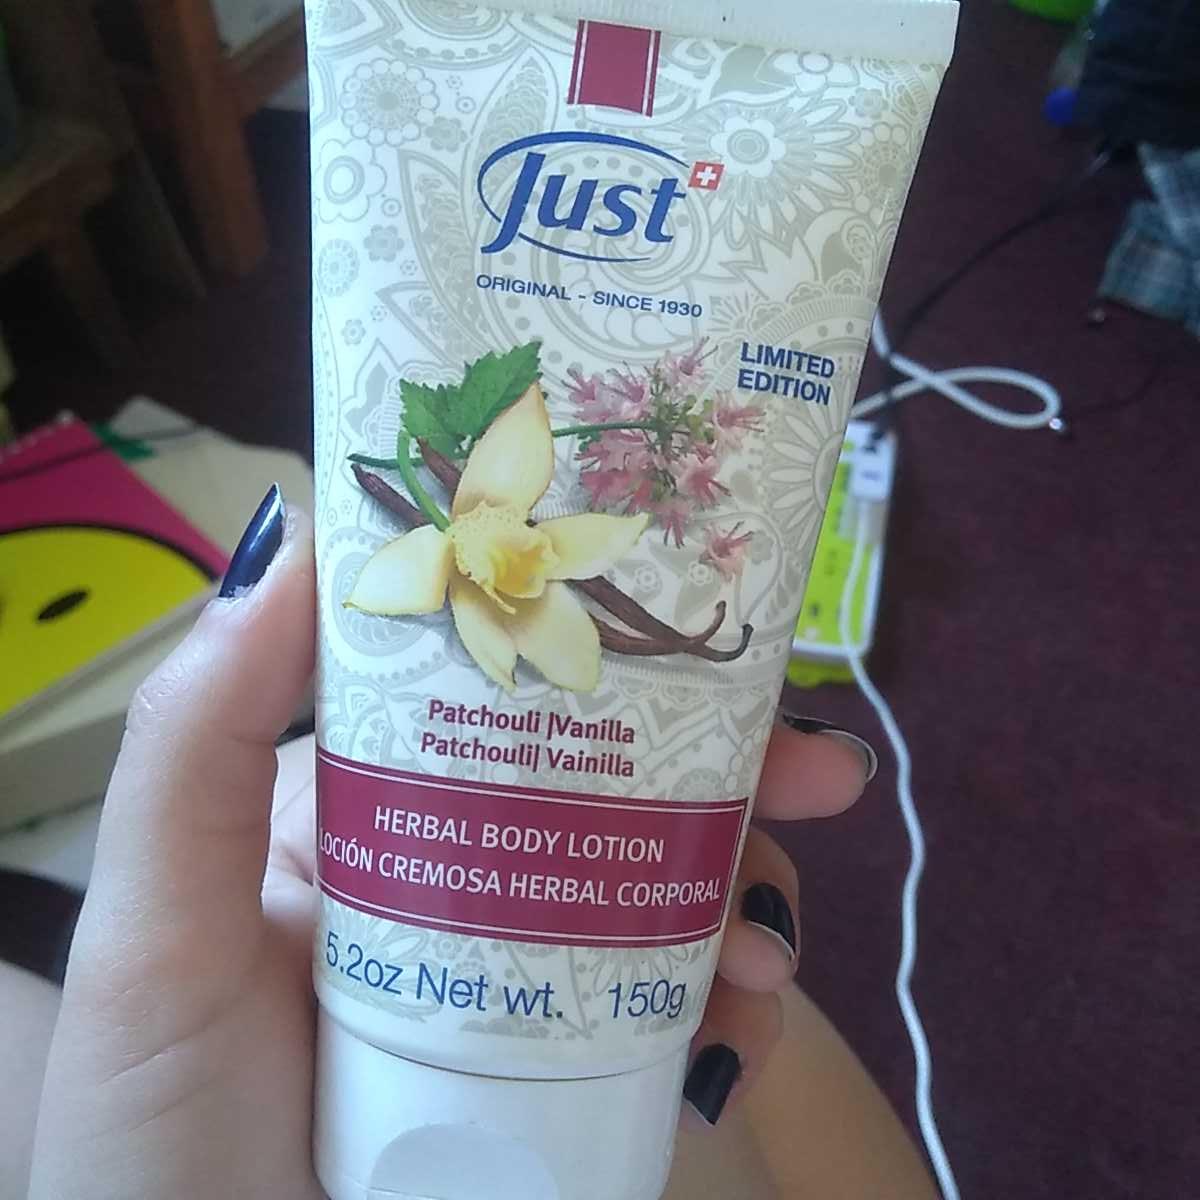 Just
ORIGINAL - SINCE 1930
LIMITED
EDITION
Patchouli |Vanilla
Patchouli| Vainilla
HERBAL BODY LOTION
LOCIÓN CREMOSA HERBAL CORPORAL
5.2oz Net wt. 150g